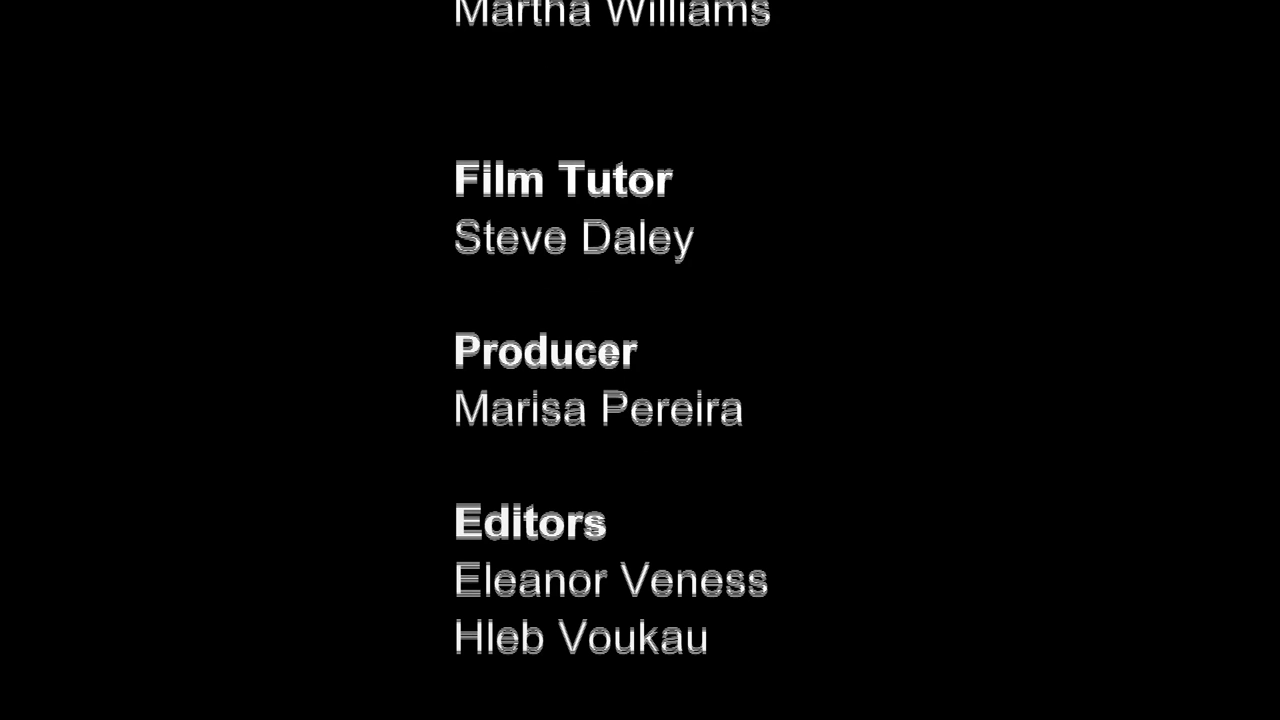 Martha Williams
Film Tutor
Steve Daley
Producer
Marisa Pereira
Editors
Eleanor Veness
Hleb Voukau